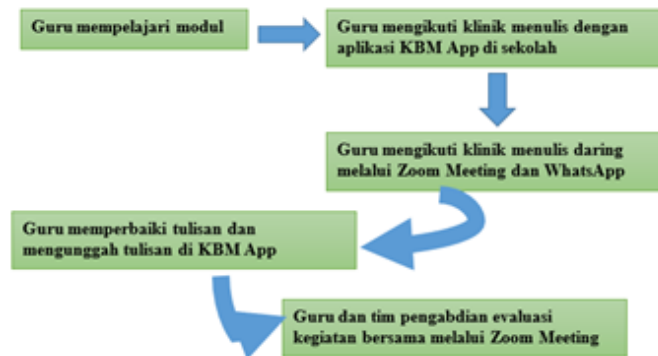 Guru mempelajari modul
Guru mengikuti klinik menulis dengan
aplikasi KBM App di sekolah
Guru mengikuti klinik menulis daring
melalui Zoom Meeting dan WhatsApp
Guru memperbaiki tulisan dan
mengunggah tulisan di KBM App
Guru dan tim pengabdian evaluasi
kegiatan bersama melalui Zoom Meeting